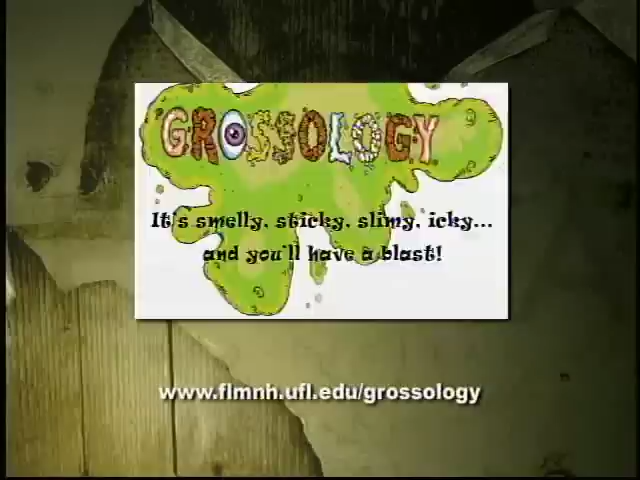 GROSSOLOGY
It's smelly, sticky, slimy, icky...
and you'll have a blast!
www.flmnh.ufl.edu/grossology